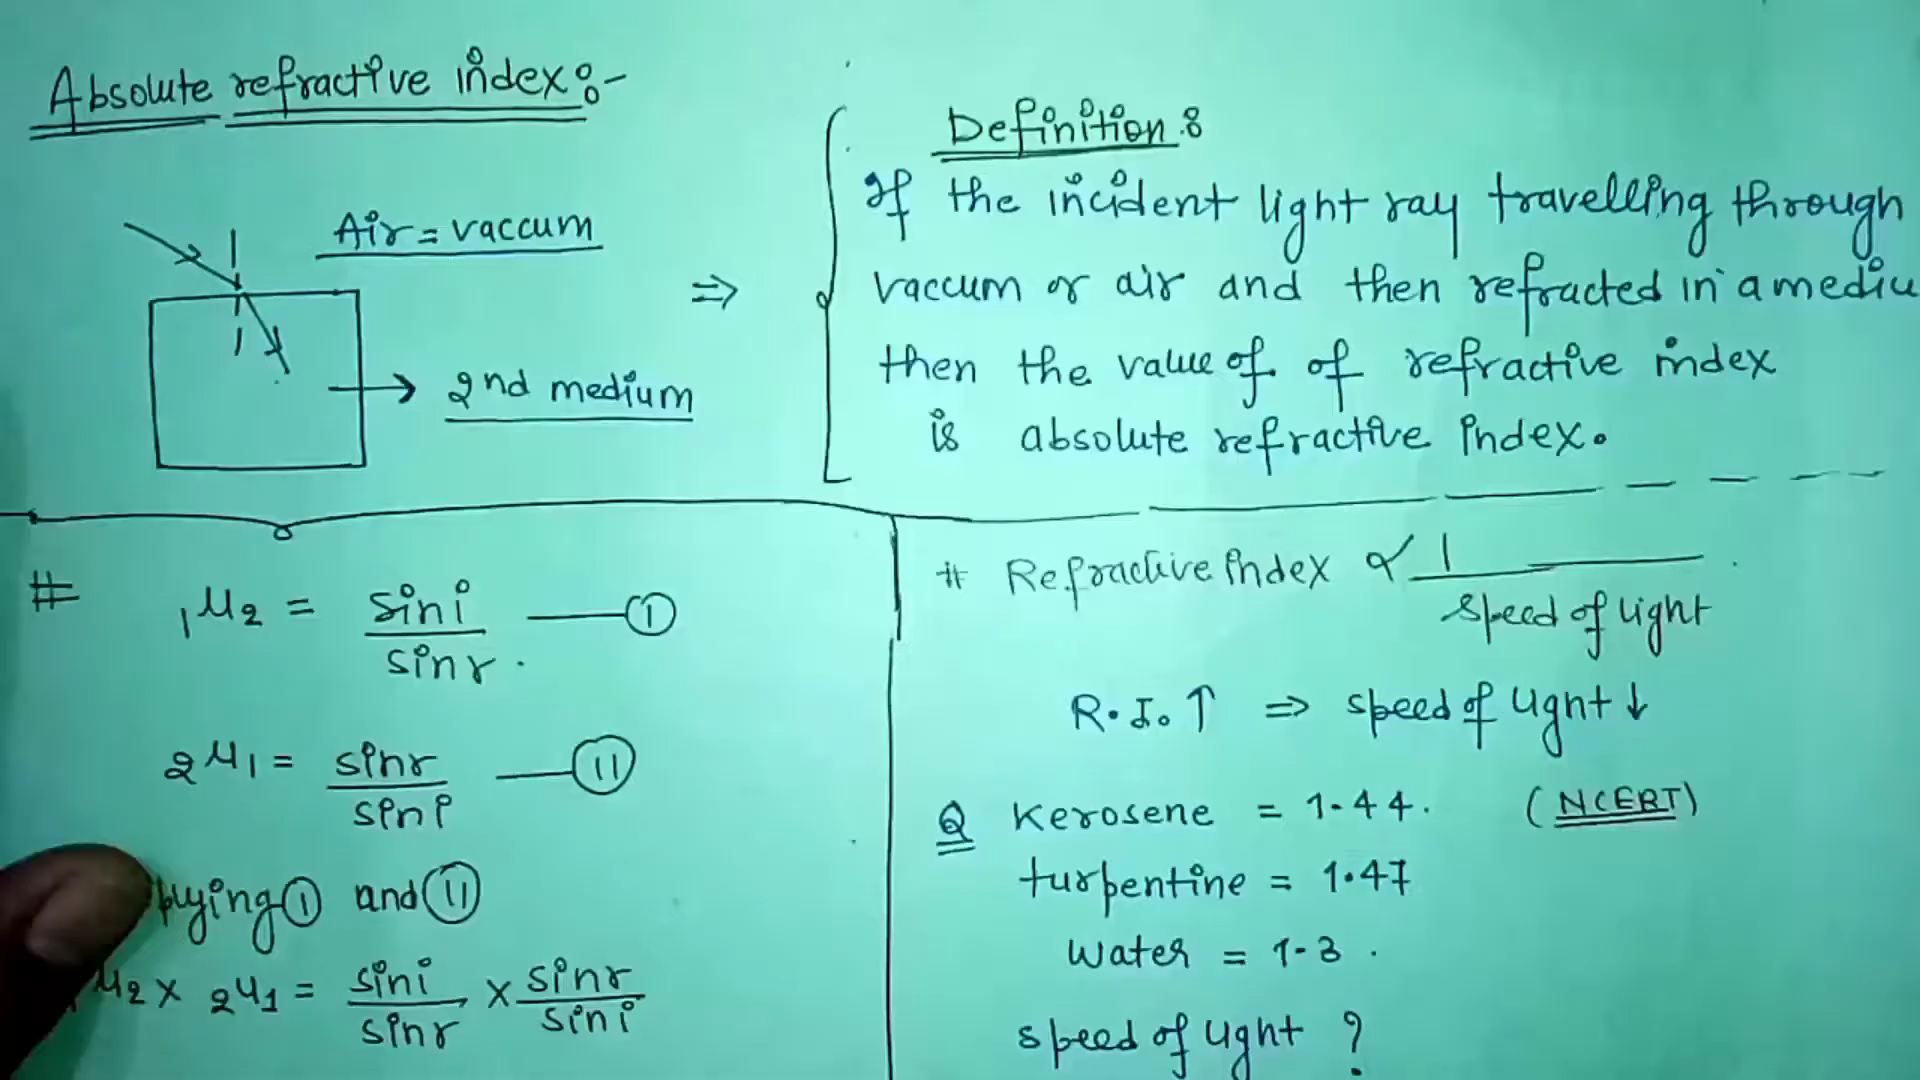 Absolute refractive index:-
Air = vaccum
2nd medium
Definition :
If the incident light ray travelling through
vaccum or air and then refracted in a mediu
then the value of. of refractive index
is absolute refractive index.
# ₁μ₂ = sin i / sin r. — (I)
₂μ₁ = sin r / sin i — (II)
plying (I) and (II)
μ₂ × ₂μ₁ = sin i / sin r × sin r / sin i
# Refractive index ∝ 1 / speed of light
R.I. ↑ ⇒ speed of light ↓
Q Kerosene = 1.44. (NCERT)
turpentine = 1.47
Water = 1.3.
speed of light ?